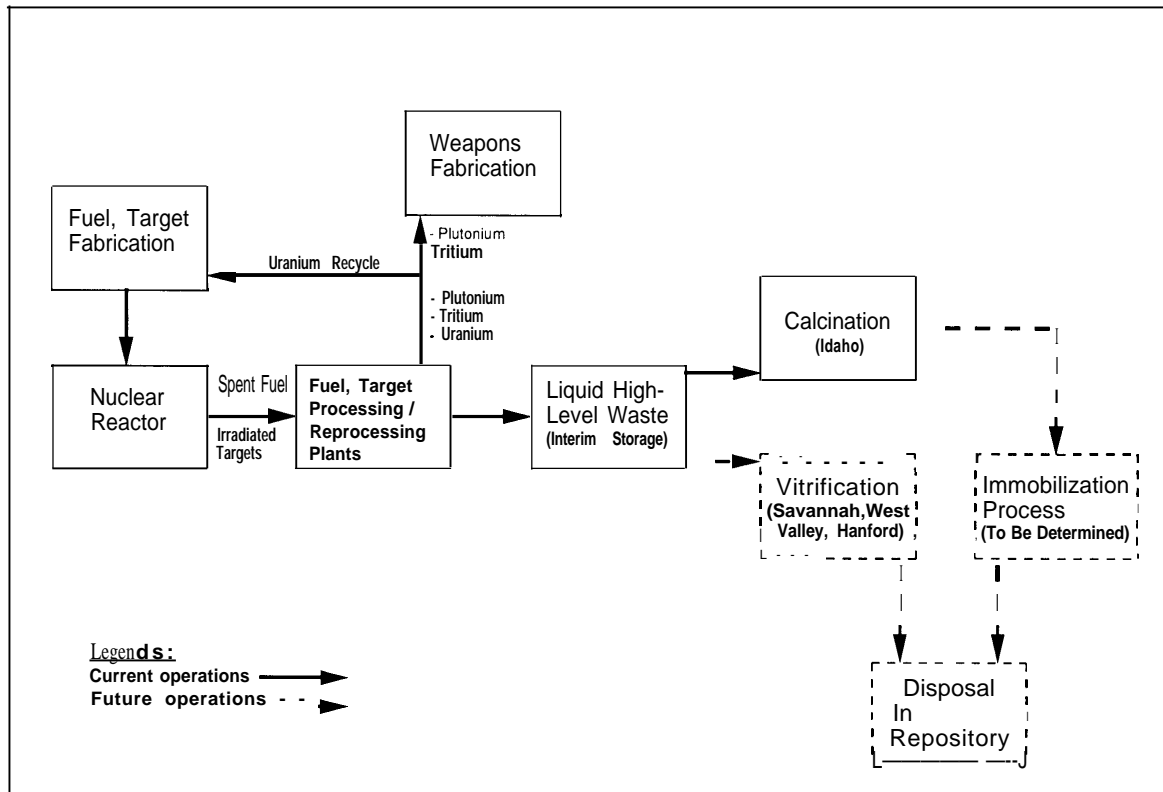 Weapons
Fabrication
Fuel, Target
Fabrication
- Plutonium
Tritium
Uranium Recycle
- Plutonium
- Tritium
- Uranium
Calcination
(Idaho)
Nuclear
Reactor
Spent Fuel
Irradiated
Targets
Fuel, Target
Processing /
Reprocessing
Plants
Liquid High-
Level Waste
(Interim Storage)
Vitrification
(Savannah,West
Valley, Hanford)
Immobilization
Process
(To Be Determined)
Legends:
Current operations
Future operations
Disposal
In
Repository